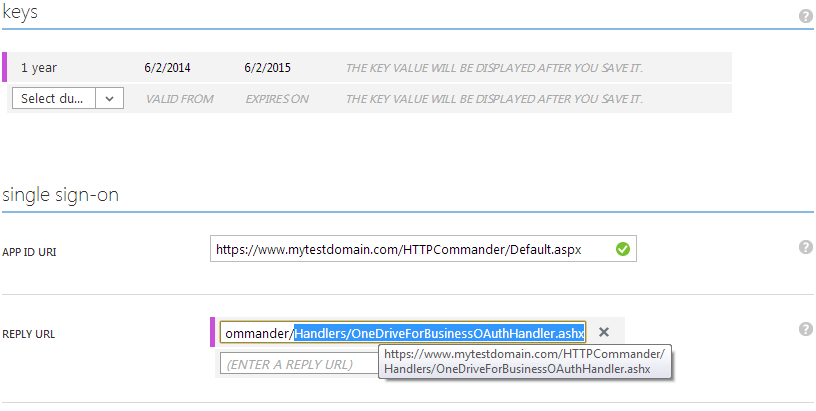 keys
?
1 year 6/2/2014 6/2/2015 THE KEY VALUE WILL BE DISPLAYED AFTER YOU SAVE IT.
Select du... VALID FROM EXPIRES ON THE KEY VALUE WILL BE DISPLAYED AFTER YOU SAVE IT.
single sign-on
APP ID URI https://www.mytestdomain.com/HTTPCommander/Default.aspx ?
REPLY URL ommander/Handlers/OneDriveForBusinessOAuthHandler.ashx ?
(ENTER A REPLY URL)
https://www.mytestdomain.com/HTTPCommander/
Handlers/OneDriveForBusinessOAuthHandler.ashx